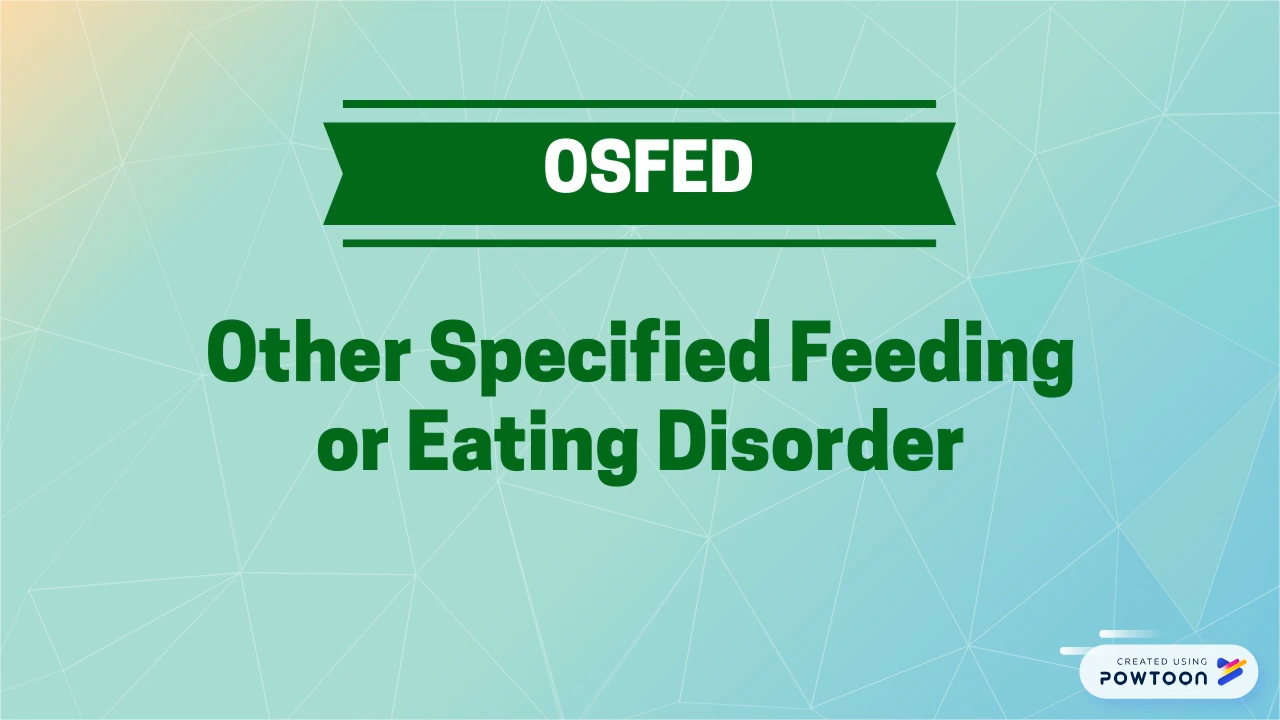 OSFED
Other Specified Feeding
or Eating Disorder
CREATED USING
POWTOON